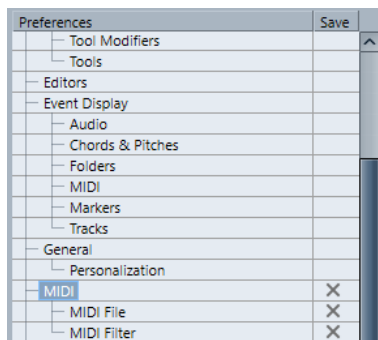 Preferences Save
Tool Modifiers
Tools
Editors
Event Display
Audio
Chords & Pitches
Folders
MIDI
Markers
Tracks
General
Personalization
MIDI
MIDI File
MIDI Filter